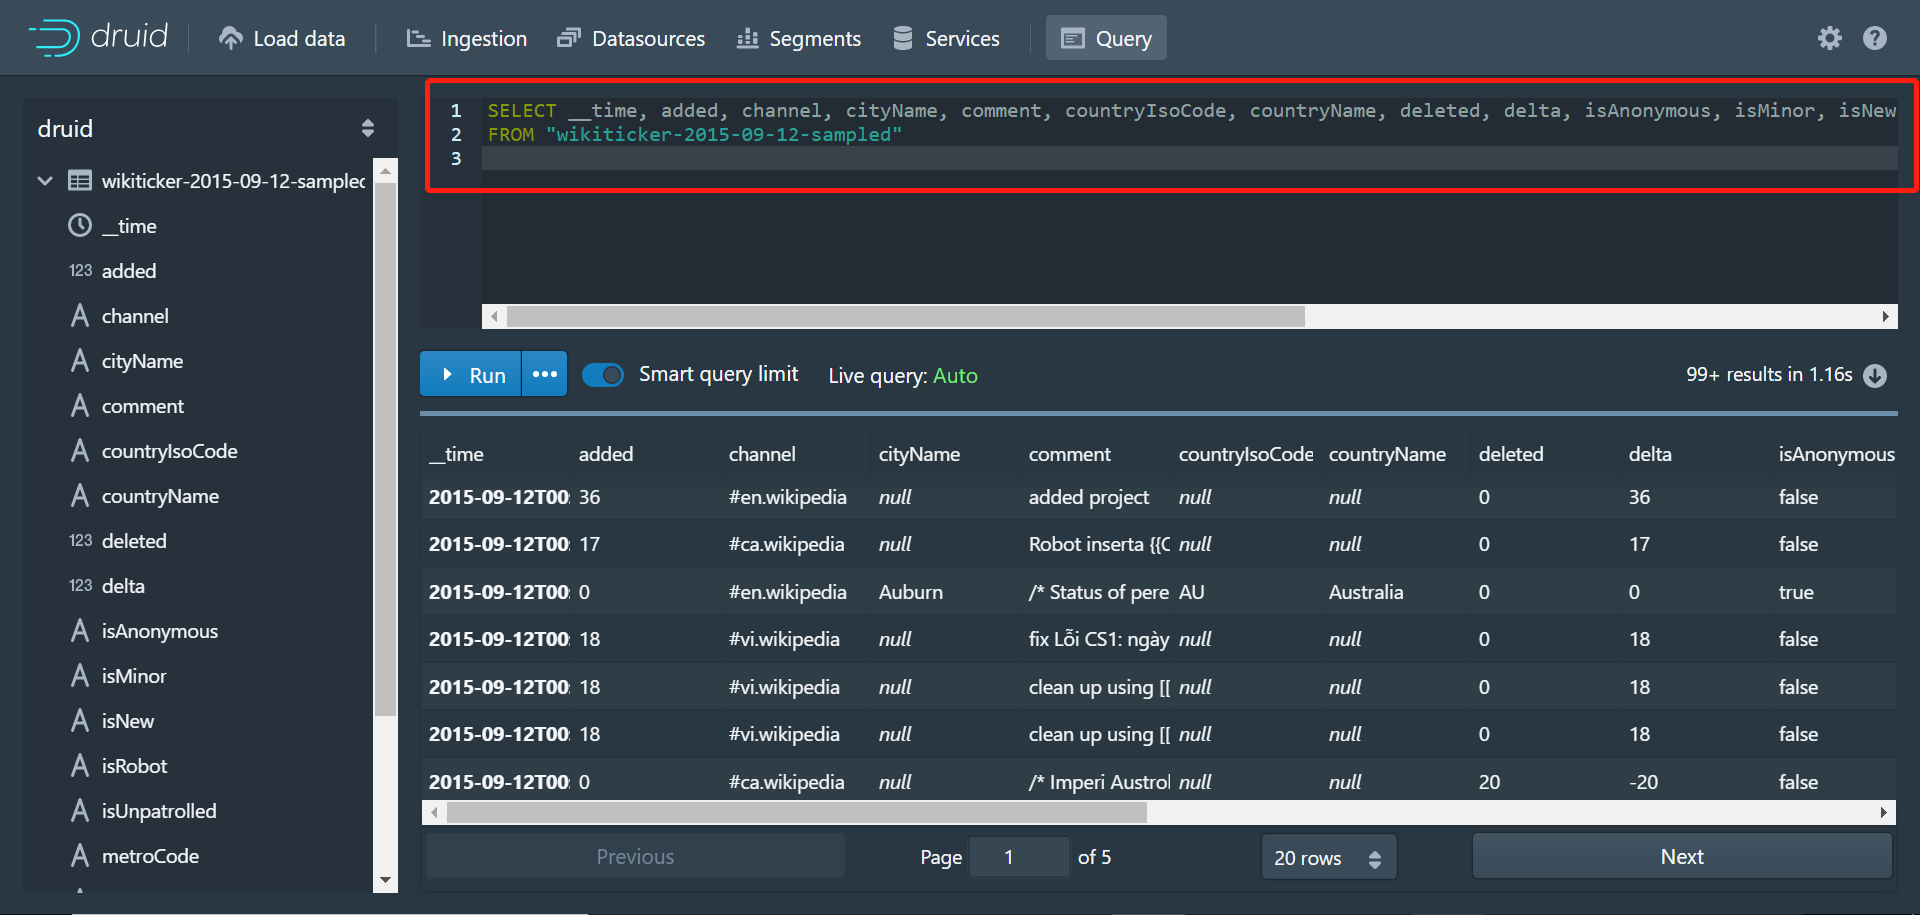 druid Load data Ingestion Datasources Segments Services Query
druid
wikiticker-2015-09-12-sampled
__time
123 added
A channel
A cityName
A comment
A countryIsoCode
A countryName
123 deleted
123 delta
A isAnonymous
A isMinor
A isNew
A isRobot
A isUnpatrolled
A metroCode
1 SELECT __time, added, channel, cityName, comment, countryIsoCode, countryName, deleted, delta, isAnonymous, isMinor, isNew
2 FROM "wikiticker-2015-09-12-sampled"
3
Run ••• Smart query limit Live query: Auto 99+ results in 1.16s
__time added channel cityName comment countryIsoCode countryName deleted delta isAnonymous
2015-09-12T00: 36 #en.wikipedia null added project null null 0 36 false
2015-09-12T00: 17 #ca.wikipedia null Robot inserta {{C null null 0 17 false
2015-09-12T00: 0 #en.wikipedia Auburn /* Status of pere AU Australia 0 0 true
2015-09-12T00: 18 #vi.wikipedia null fix Lỗi CS1: ngày null null 0 18 false
2015-09-12T00: 18 #vi.wikipedia null clean up using [[ null null 0 18 false
2015-09-12T00: 18 #vi.wikipedia null clean up using [[ null null 0 18 false
2015-09-12T00: 0 #ca.wikipedia null /* Imperi Austrol null null 20 -20 false
Previous Page 1 of 5 20 rows Next